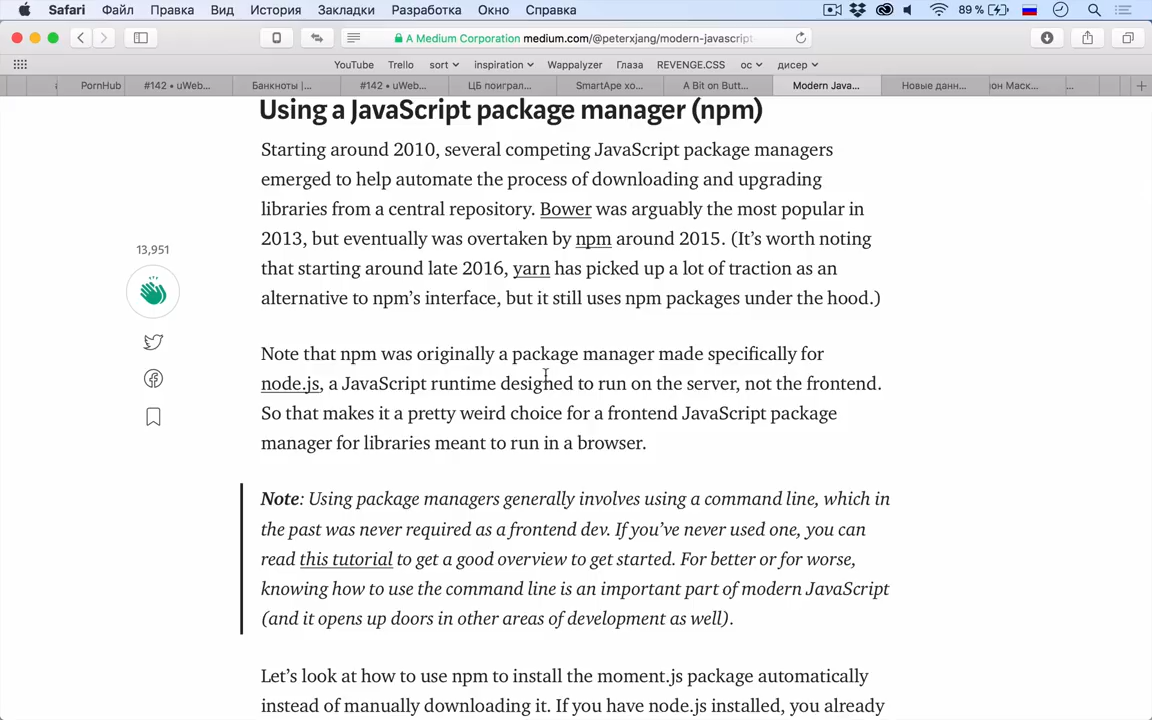 Safari Файл Правка Вид История Закладки Разработка Окно Справка 89 %
A Medium Corporation medium.com/@peterxjang/modern-javascript-
YouTube Trello sort inspiration Wappalyzer Глаза REVENGE.CSS ос дисер
PornHub #142 • uWeb... Банкноты |... #142 • uWeb... ЦБ поиграл... SmartApe хо... A Bit on Butt... Modern Java... Новые данн... он Маск... ...
Using a JavaScript package manager (npm)
Starting around 2010, several competing JavaScript package managers
emerged to help automate the process of downloading and upgrading
libraries from a central repository. Bower was arguably the most popular in
2013, but eventually was overtaken by npm around 2015. (It’s worth noting
that starting around late 2016, yarn has picked up a lot of traction as an
alternative to npm’s interface, but it still uses npm packages under the hood.)
13,951
Note that npm was originally a package manager made specifically for
node.js, a JavaScript runtime designed to run on the server, not the frontend.
So that makes it a pretty weird choice for a frontend JavaScript package
manager for libraries meant to run in a browser.
Note: Using package managers generally involves using a command line, which in
the past was never required as a frontend dev. If you’ve never used one, you can
read this tutorial to get a good overview to get started. For better or for worse,
knowing how to use the command line is an important part of modern JavaScript
(and it opens up doors in other areas of development as well).
Let’s look at how to use npm to install the moment.js package automatically
instead of manually downloading it. If you have node.js installed, you already